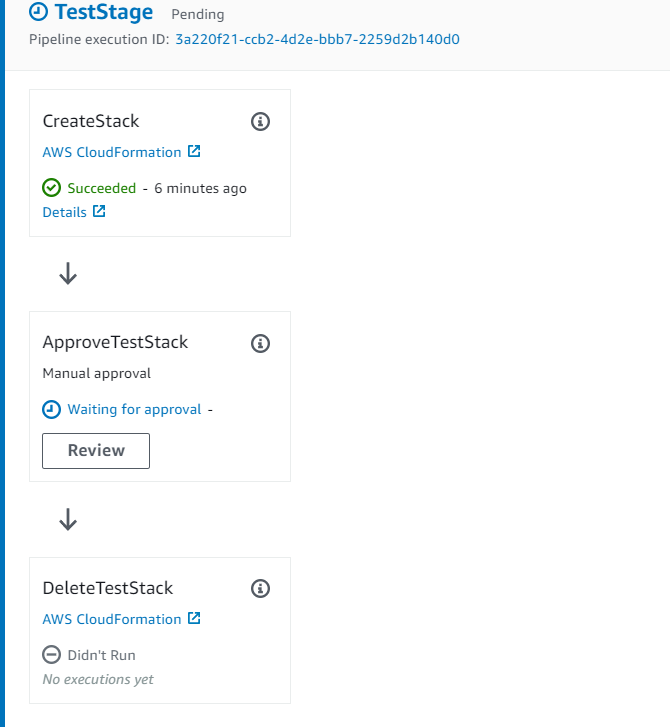 TestStage Pending
Pipeline execution ID: 3a220f21-ccb2-4d2e-bbb7-2259d2b140d0
CreateStack
AWS CloudFormation
Succeeded - 6 minutes ago
Details
ApproveTestStack
Manual approval
Waiting for approval -
Review
DeleteTestStack
AWS CloudFormation
Didn't Run
No executions yet